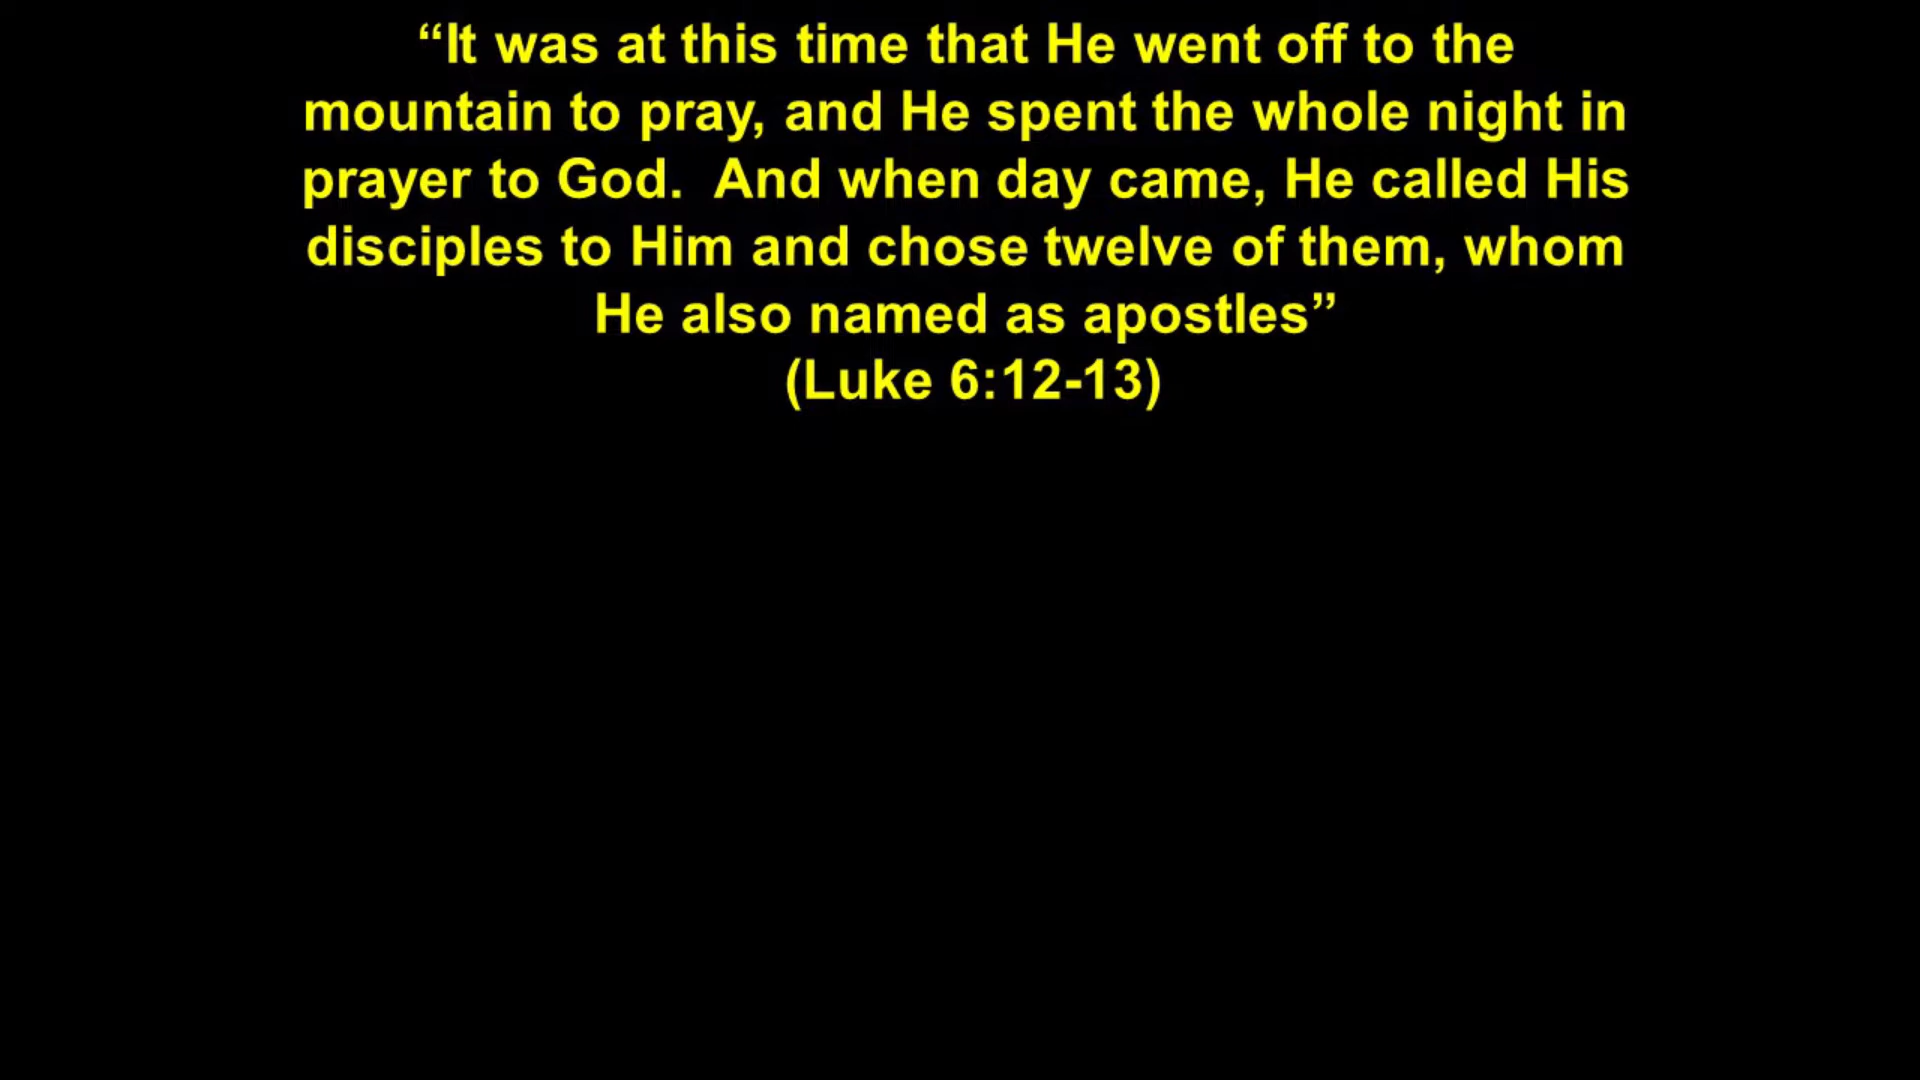 “It was at this time that He went off to the
mountain to pray, and He spent the whole night in
prayer to God.  And when day came, He called His
disciples to Him and chose twelve of them, whom
He also named as apostles”
(Luke 6:12-13)